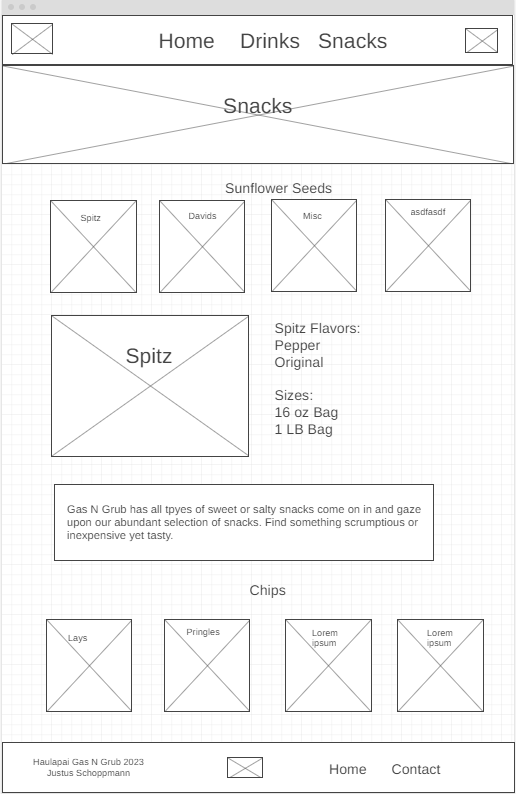 Home Drinks Snacks
Snacks
Sunflower Seeds
Spitz
Davids
Misc
asdfasdf
Spitz
Spitz Flavors:
Pepper
Original
Sizes:
16 oz Bag
1 LB Bag
Gas N Grub has all tpyes of sweet or salty snacks come on in and gaze
upon our abundant selection of snacks. Find something scrumptious or
inexpensive yet tasty.
Chips
Lays
Pringles
Lorem
ipsum
Lorem
ipsum
Haulapai Gas N Grub 2023
Justus Schoppmann
Home Contact